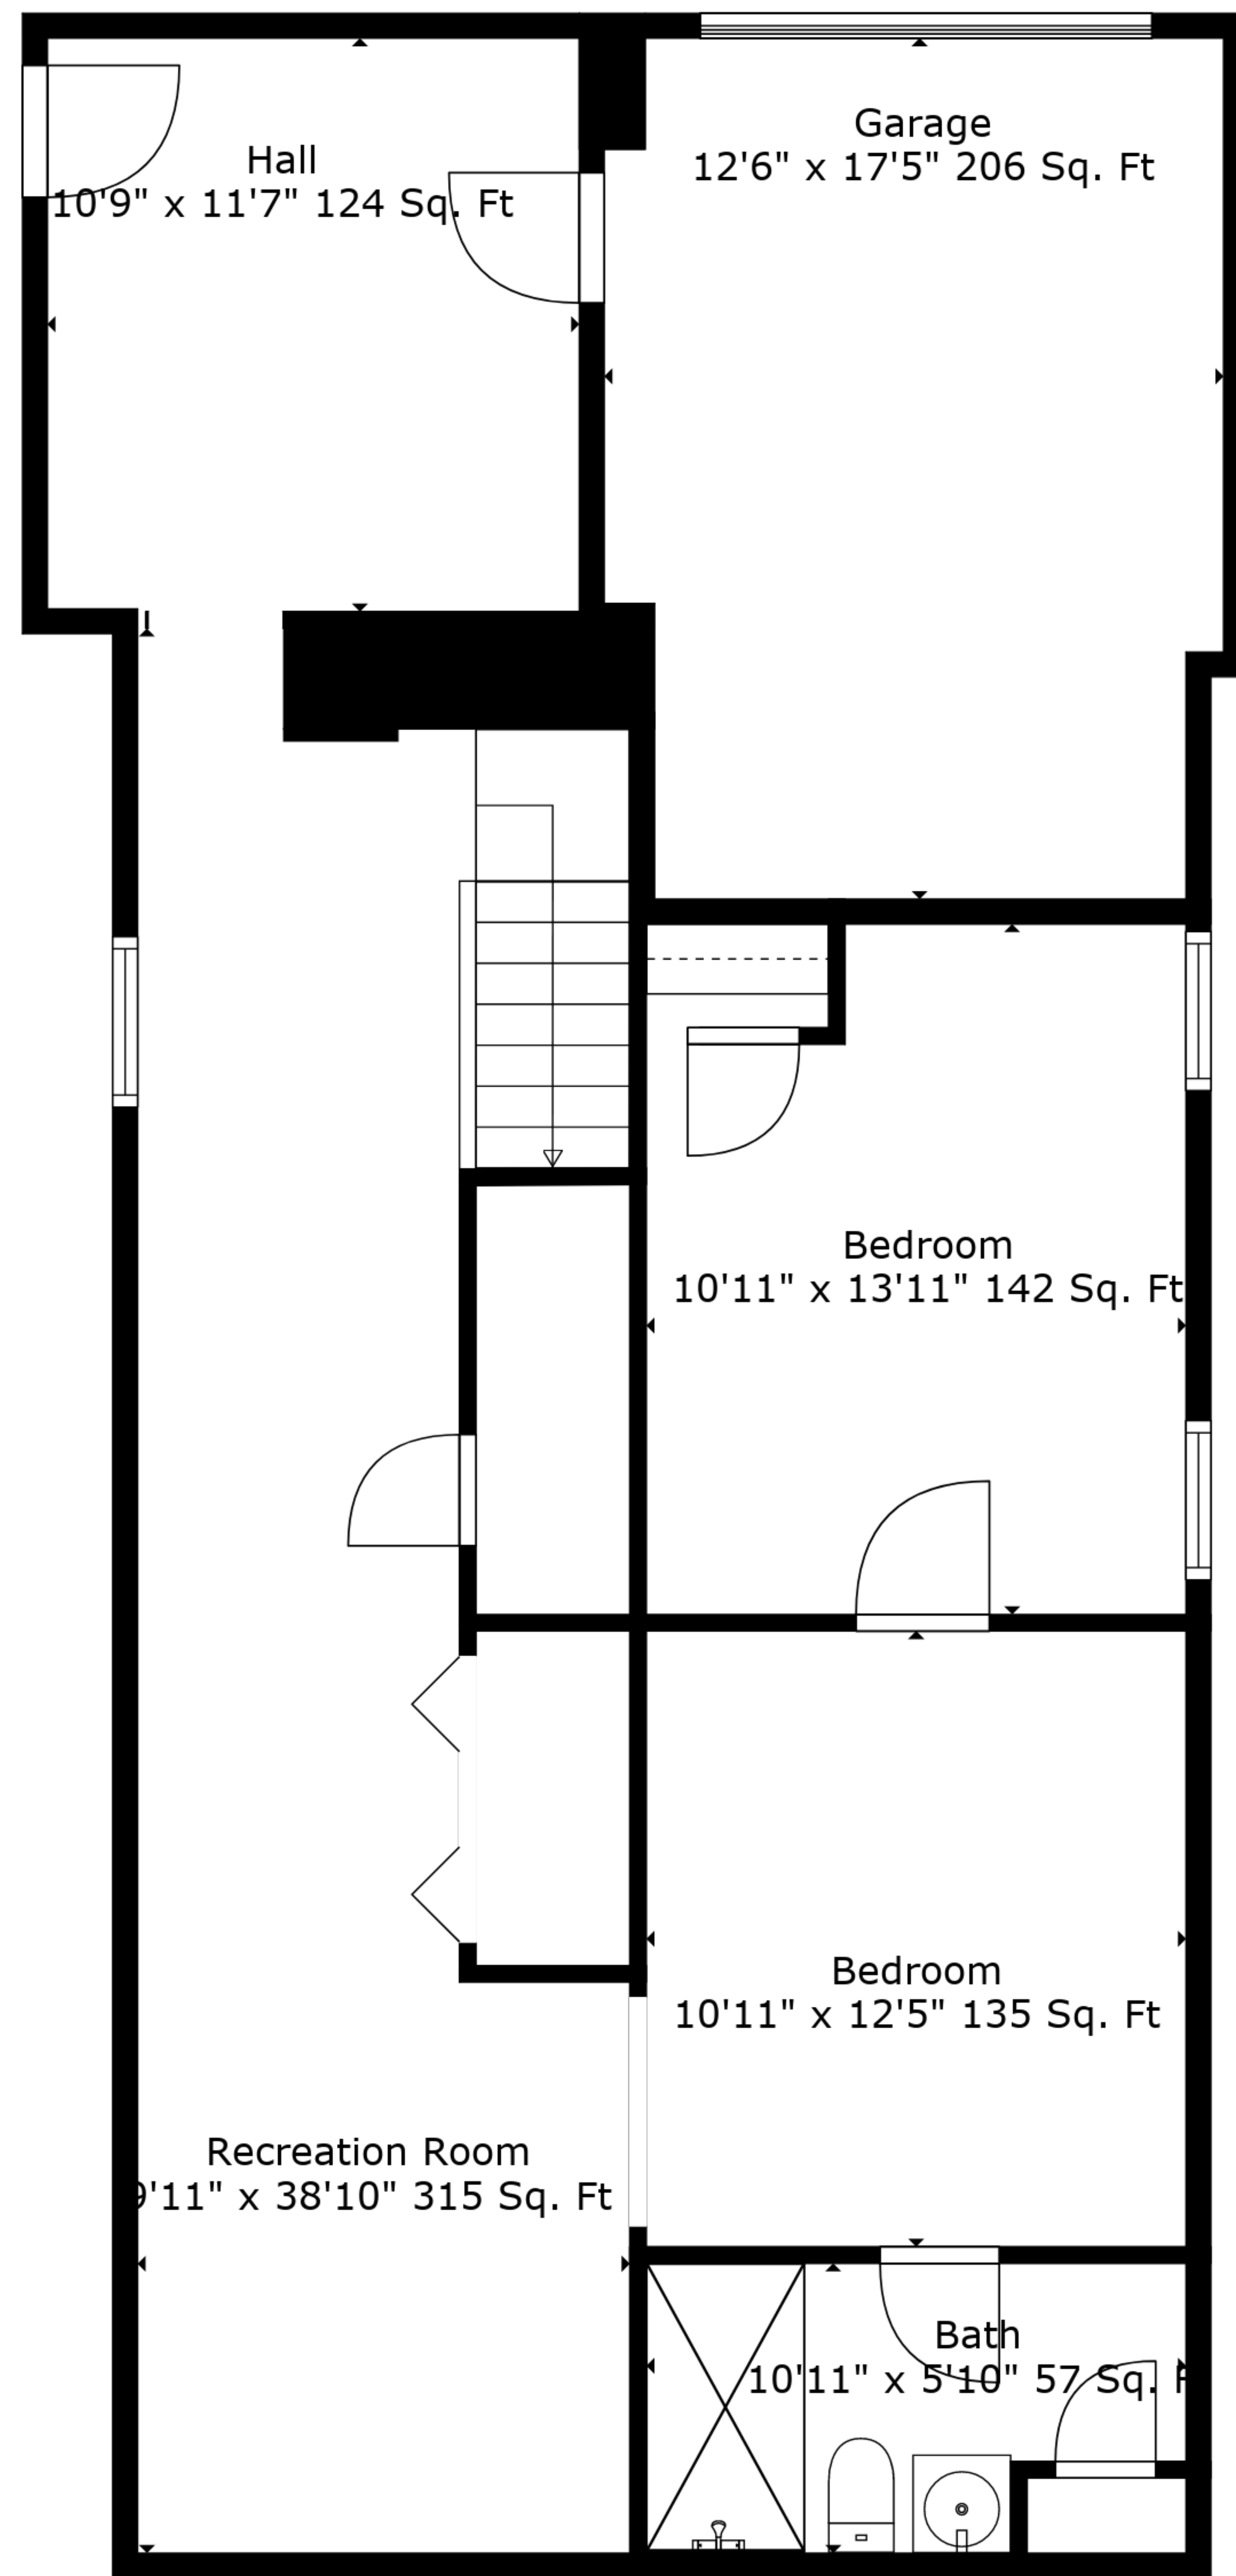 Hall
10'9" x 11'7" 124 Sq. Ft
Garage
12'6" x 17'5" 206 Sq. Ft
Bedroom
10'11" x 13'11" 142 Sq. Ft
Bedroom
10'11" x 12'5" 135 Sq. Ft
Recreation Room
9'11" x 38'10" 315 Sq. Ft
Bath
10'11" x 5'10" 57 Sq.